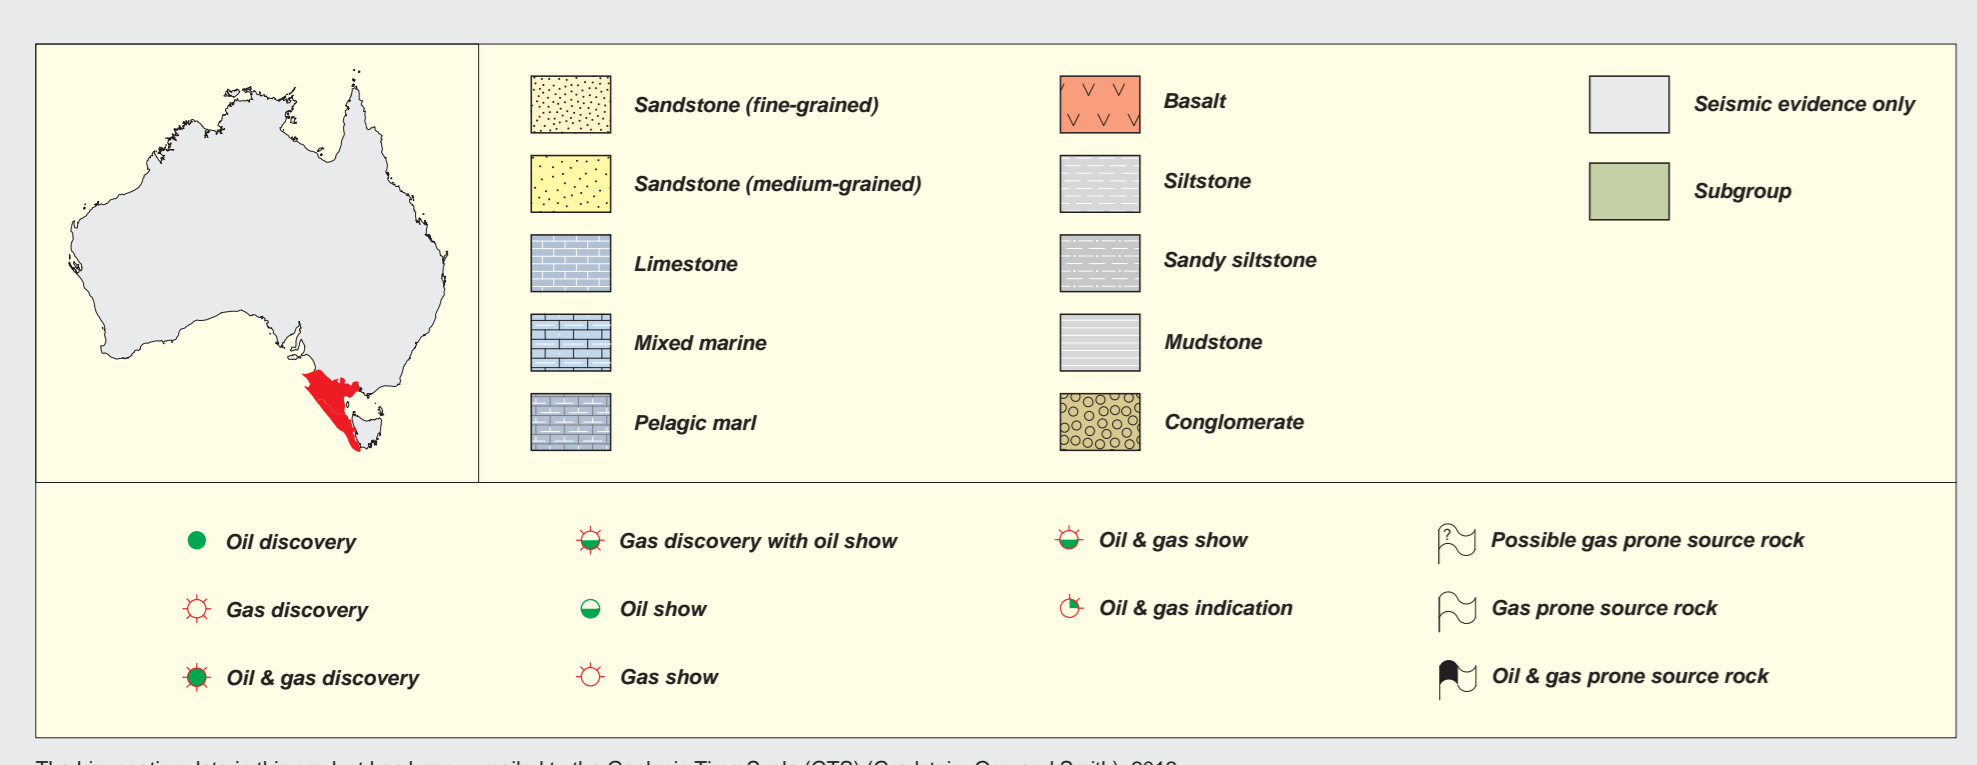 Sandstone (fine-grained)
Sandstone (medium-grained)
Limestone
Mixed marine
Pelagic marl
Basalt
Siltstone
Sandy siltstone
Mudstone
Conglomerate
Seismic evidence only
Subgroup
Oil discovery
Gas discovery
Oil & gas discovery
Gas discovery with oil show
Oil show
Gas show
Oil & gas show
Oil & gas indication
?
Possible gas prone source rock
Gas prone source rock
Oil & gas prone source rock